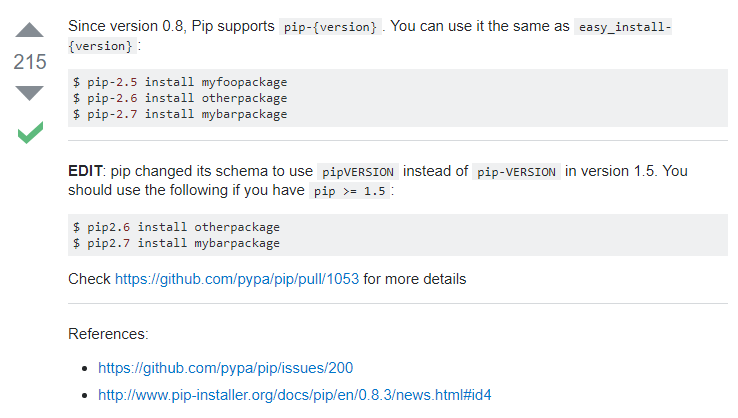 Since version 0.8, Pip supports pip-{version} . You can use it the same as easy_install-
{version} :
215
$ pip-2.5 install myfoopackage
$ pip-2.6 install otherpackage
$ pip-2.7 install mybarpackage
EDIT: pip changed its schema to use pipVERSION instead of pip-VERSION in version 1.5. You
should use the following if you have pip >= 1.5 :
$ pip2.6 install otherpackage
$ pip2.7 install mybarpackage
Check https://github.com/pypa/pip/pull/1053 for more details
References:
• https://github.com/pypa/pip/issues/200
• http://www.pip-installer.org/docs/pip/en/0.8.3/news.html#id4